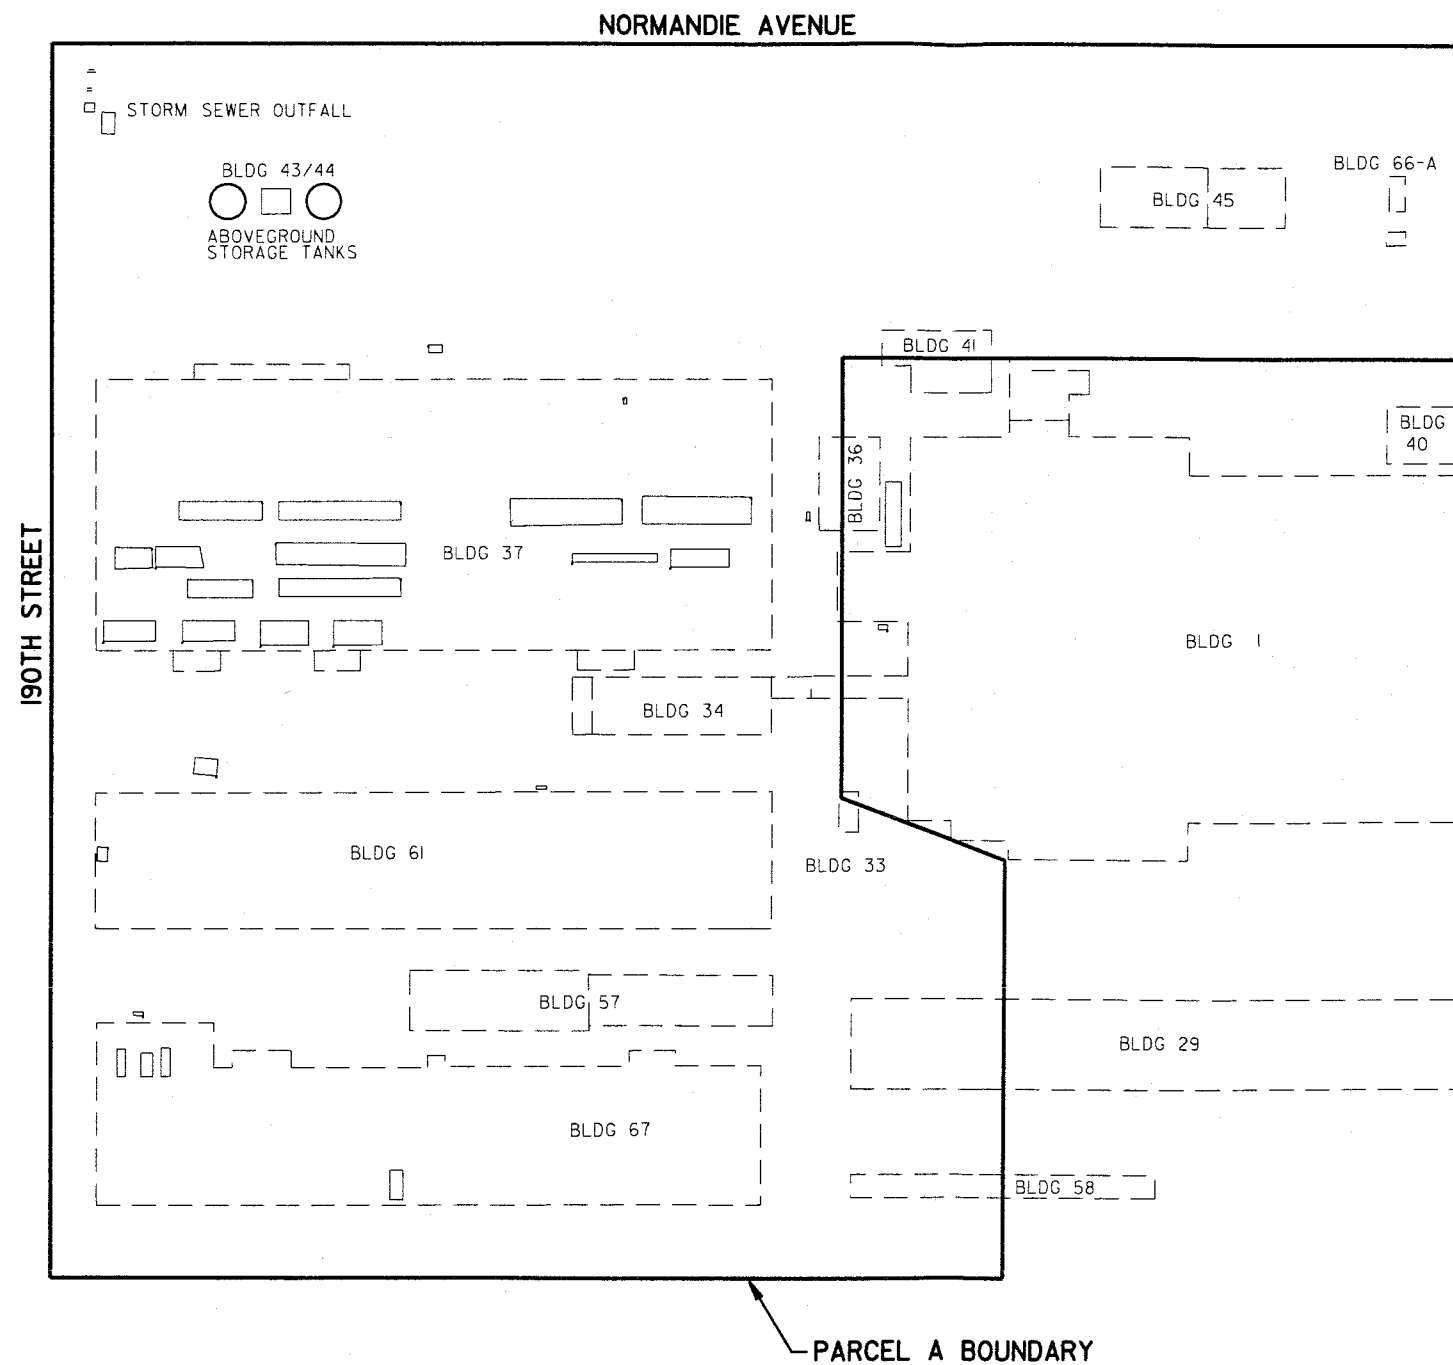 NORMANDIE AVENUE
STORM SEWER OUTFALL
BLDG 43/44
ABOVEGROUND
STORAGE TANKS
BLDG 45
BLDG 66-A
BLDG 41
BLDG
40
BLDG 36
BLDG 37
190TH STREET
BLDG 1
BLDG 34
BLDG 61
BLDG 33
BLDG 57
BLDG 29
BLDG 67
BLDG 58
PARCEL A BOUNDARY